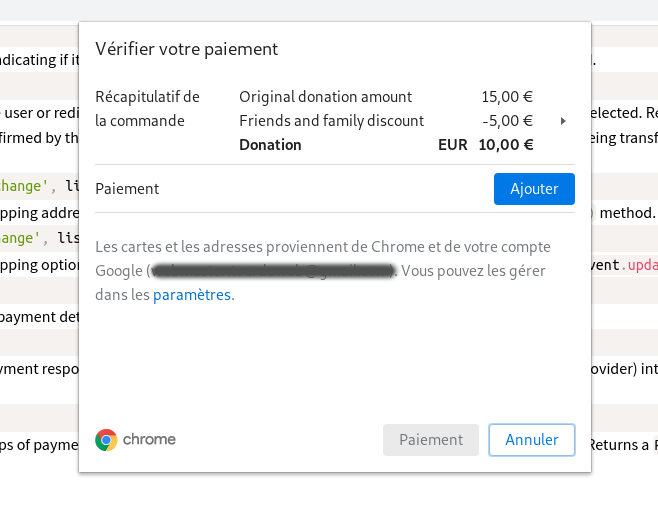 Vérifier votre paiement
ndicating if it
l.
Récapitulatif de la commande
Original donation amount 15,00 €
Friends and family discount -5,00 €
Donation EUR 10,00 €
e user or redi
elected. Re
firmed by th
eing transf
Paiement Ajouter
change', li
pping addre
) method.
ange', lis
Les cartes et les adresses proviennent de Chrome et de votre compte
Google ( ). Vous pouvez les gérer
dans les paramètres.
pping option
vent.upda
payment det
yment respo
ovider) int
chrome Paiement Annuler
ps of payme
Returns a P